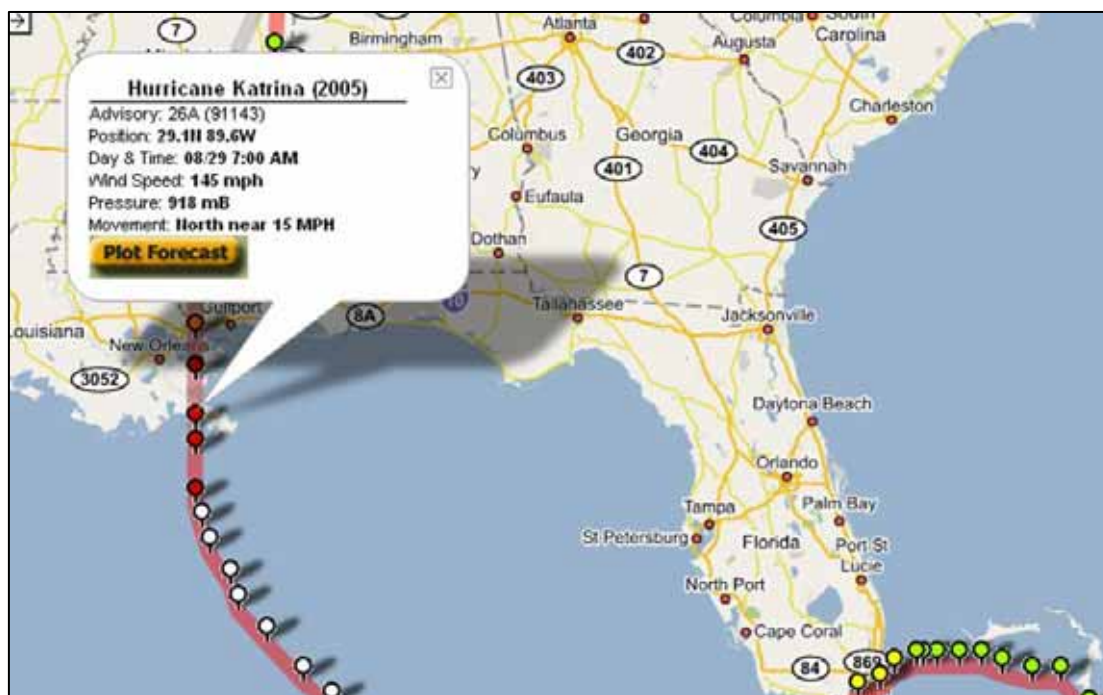 Hurricane Katrina (2005)
Advisory: 26A (91143)
Position: 29.1N 89.6W
Day & Time: 08/29 7:00 AM
Wind Speed: 145 mph
Pressure: 918 mB
Movement: North near 15 MPH
Plot Forecast
7
Birmingham
Atlanta
402
Columbia
South
Carolina
Augusta
403
Charleston
Columbus
Georgia
404
401
Savannah
Eufaula
405
Dothan
7
10
Gulfport
8A
Tallahassee
Jacksonville
Louisiana
New Orleans
3052
Daytona Beach
Orlando
Tampa
Palm Bay
St Petersburg
Florida
Port St
Lucie
North Port
Cape Coral
84
869